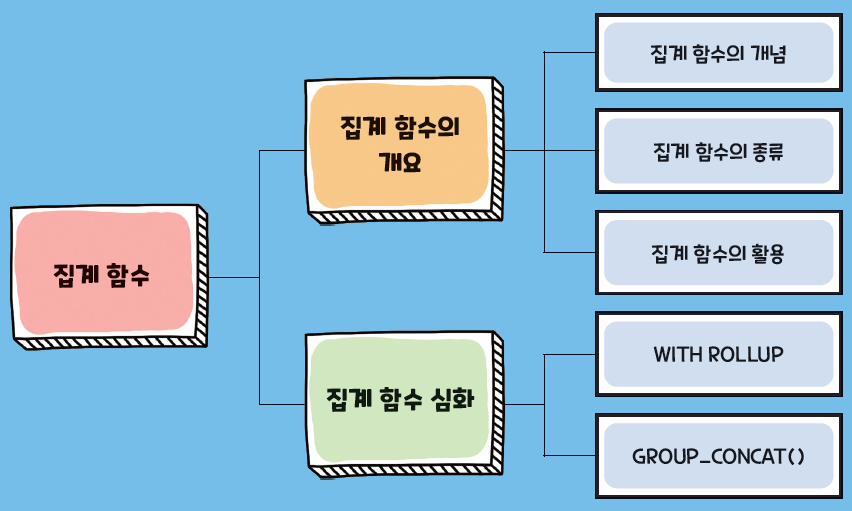 집계 함수
집계 함수의
개요
집계 함수의 개념
집계 함수의 종류
집계 함수의 활용
집계 함수 심화
WITH ROLLUP
GROUP_CONCAT()